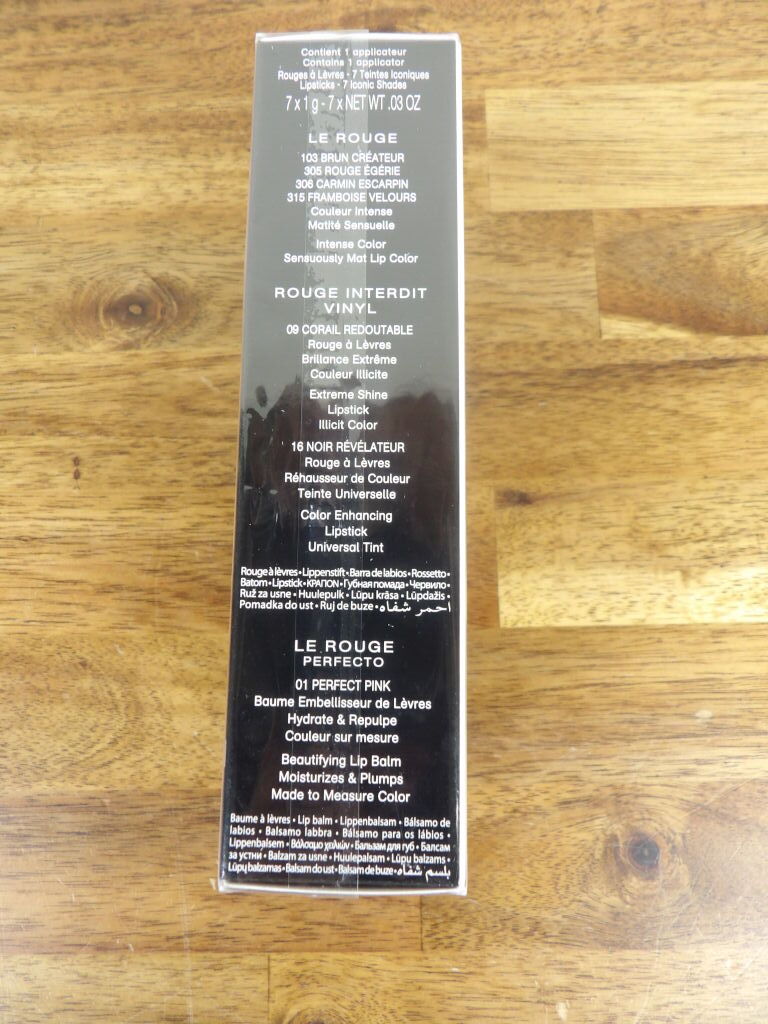 Contient 1 applicateur
Contains 1 applicator
Rouges à Lèvres - 7 Teintes Iconiques
Lipsticks - 7 Iconic Shades
7 x 1 g - 7 x NET WT .03 OZ
LE ROUGE
103 BRUN CRÉATEUR
305 ROUGE ÉGÉRIE
306 CARMIN ESCARPIN
315 FRAMBOISE VELOURS
Couleur Intense
Matité Sensuelle
Intense Color
Sensuously Mat Lip Color
ROUGE INTERDIT
VINYL
09 CORAIL REDOUTABLE
Rouge à Lèvres
Brillance Extrême
Couleur Illicite
Extreme Shine
Lipstick
Illicit Color
16 NOIR RÉVÉLATEUR
Rouge à Lèvres
Réhausseur de Couleur
Teinte Universelle
Color Enhancing
Lipstick
Universal Tint
Rouge à lèvres • Lippenstift • Barra de labios • Rossetto •
Batom • Lipstick • ΚΡΑΓΙΟΝ • Губная помада • Червило •
Ruž za usne • Huulepulk • Lūpu krāsa • Lūpdažis •
Pomadka do ust • Ruj de buze • احمر شفاه
LE ROUGE
PERFECTO
01 PERFECT PINK
Baume Embellisseur de Lèvres
Hydrate & Repulpe
Couleur sur mesure
Beautifying Lip Balm
Moisturizes & Plumps
Made to Measure Color
Baume à lèvres • Lip balm • Lippenbalsam • Bálsamo de
labios • Balsamo labbra • Bálsamo para os lábios •
Lippenbalsem • Βάλσαμο χειλιών • Бальзам для губ • Балсам
за устни • Balzam za usne • Huulepalsam • Lūpu balzams •
Lūpų balzamas • Balsam do ust • Balsam de buze • بلسم شفاه